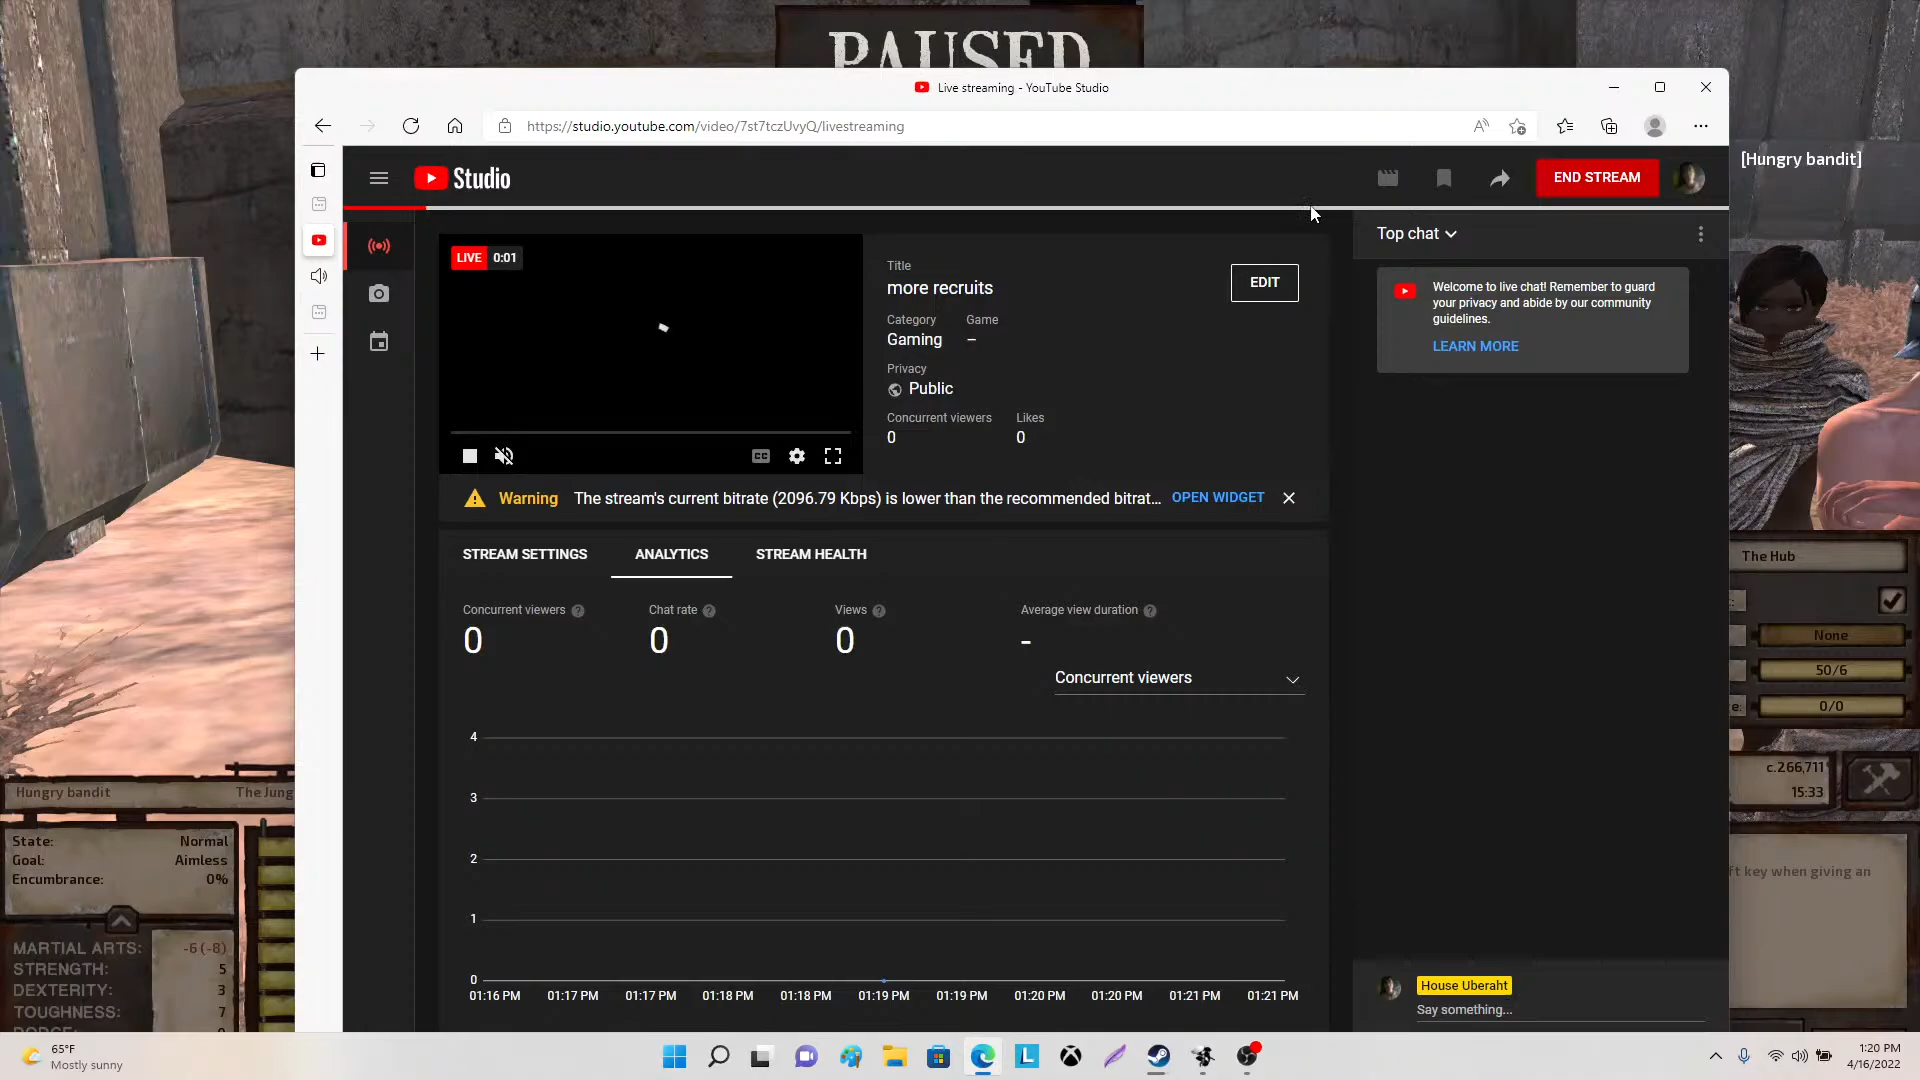 PAUSED
Live streaming - YouTube Studio
https://studio.youtube.com/video/7st7tczUvyQ/livestreaming
[Hungry bandit]
Studio
END STREAM
LIVE 0:01
Title
more recruits
EDIT
Category Game
Gaming –
Privacy
Public
Concurrent viewers Likes
0 0
CC
Top chat
Welcome to live chat! Remember to guard
your privacy and abide by our community
guidelines.
LEARN MORE
Warning The stream's current bitrate (2096.79 Kbps) is lower than the recommended bitrat... OPEN WIDGET
STREAM SETTINGS ANALYTICS STREAM HEALTH
Concurrent viewers Chat rate Views Average view duration
0 0 0 -
Concurrent viewers
4
3
2
1
0
01:16 PM 01:17 PM 01:17 PM 01:18 PM 01:18 PM 01:19 PM 01:19 PM 01:20 PM 01:20 PM 01:21 PM 01:21 PM
House Uberaht
Say something...
The Hub
None
50/6
e: 0/0
c.266,711
15:33
ft key when giving an
Hungry bandit The Jung
State: Normal
Goal: Aimless
Encumbrance: 0%
MARTIAL ARTS: -6 (-8)
STRENGTH: 5
DEXTERITY: 3
TOUGHNESS: 7
65°F
Mostly sunny
L
1:20 PM
4/16/2022